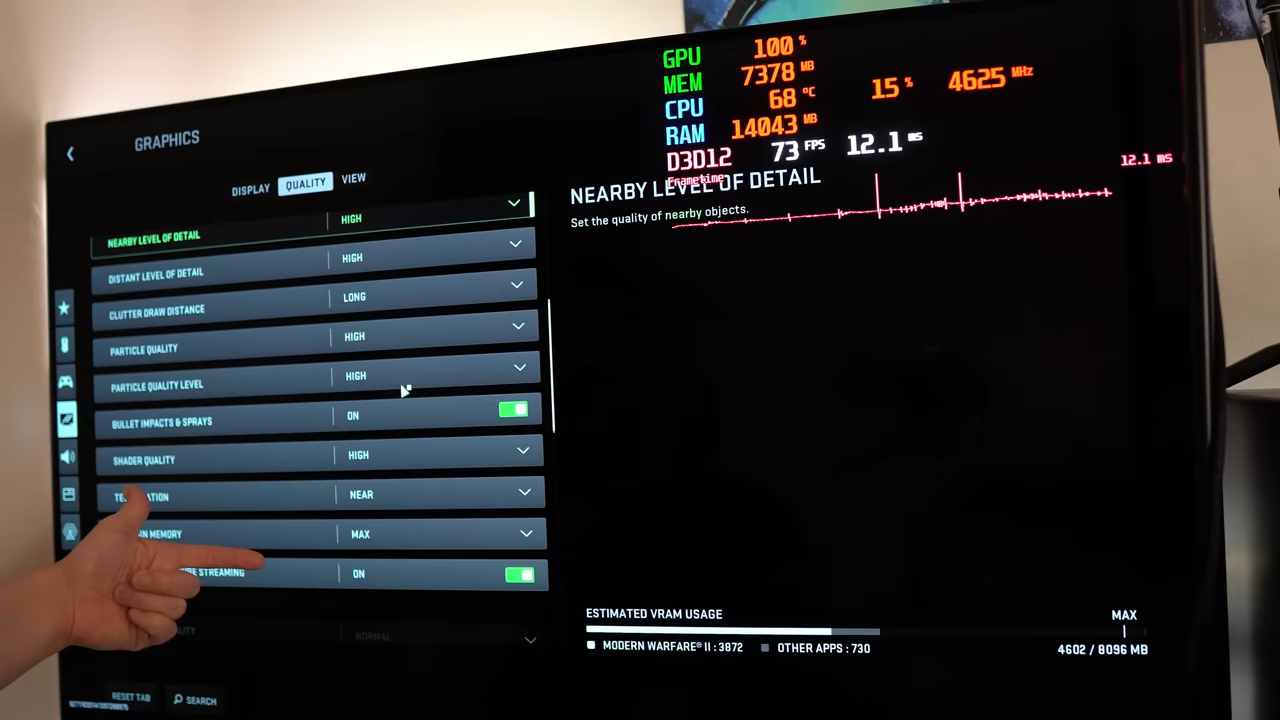 GPU 100 %
MEM 7378 MB
CPU 68 °C 15 % 4625 MHz
RAM 14043 MB
D3D12 73 FPS 12.1 ms
Frametime
12.1 ms
GRAPHICS
DISPLAY QUALITY VIEW
NEARBY LEVEL OF DETAIL HIGH
DISTANT LEVEL OF DETAIL HIGH
CLUTTER DRAW DISTANCE LONG
PARTICLE QUALITY HIGH
PARTICLE QUALITY LEVEL HIGH
BULLET IMPACTS & SPRAYS ON
SHADER QUALITY HIGH
NEAR
MEMORY MAX
STREAMING ON
NORMAL
RESET TAB SEARCH
NEARBY LEVEL OF DETAIL
Set the quality of nearby objects.
ESTIMATED VRAM USAGE MAX
MODERN WARFARE® II : 3872 OTHER APPS : 730 4602 / 8096 MB